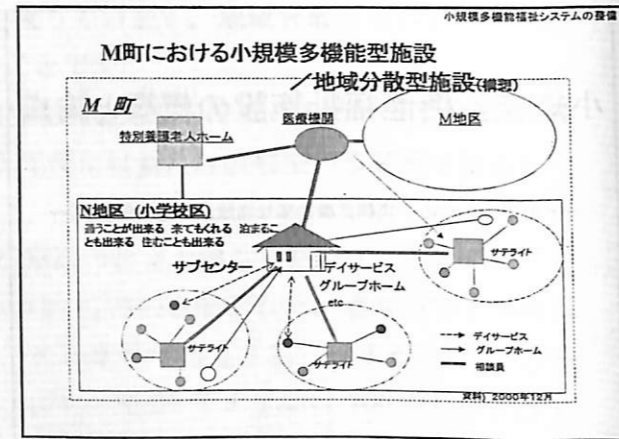 小規模多機能福祉システムの整備
M町における小規模多機能型施設
／地域分散型施設(構想)
M 町
特別養護老人ホーム
医療機関
M地区
N地区 (小学校区)
通うことが出来る 来てもくれる 泊まるこ
とも出来る 住むことも出来る
サブセンター
デイサービス
グループホーム
etc
サテライト
サテライト
サテライト
デイサービス
グループホーム
相談員
資料) 2000年12月